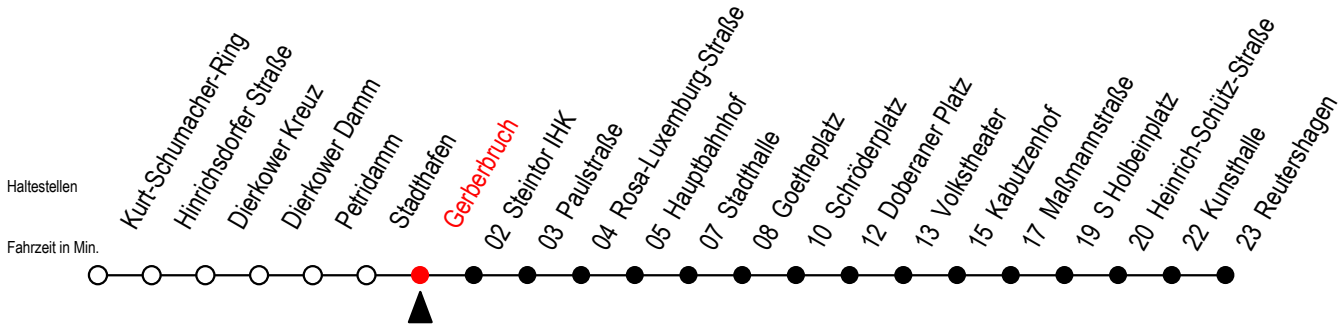 Haltestellen
Kurt-Schumacher-Ring
Hinrichsdorfer Straße
Dierkower Kreuz
Dierkower Damm
Petridamm
Stadthafen
Gerberbruch
02 Steintor IHK
03 Paulstraße
04 Rosa-Luxemburg-Straße
05 Hauptbahnhof
07 Stadthalle
08 Goetheplatz
10 Schröderplatz
12 Doberaner Platz
13 Volkstheater
15 Kabutzenhof
17 Maßmannstraße
19 S Holbeinplatz
20 Heinrich-Schütz-Straße
22 Kunsthalle
23 Reutershagen
Fahrzeit in Min.